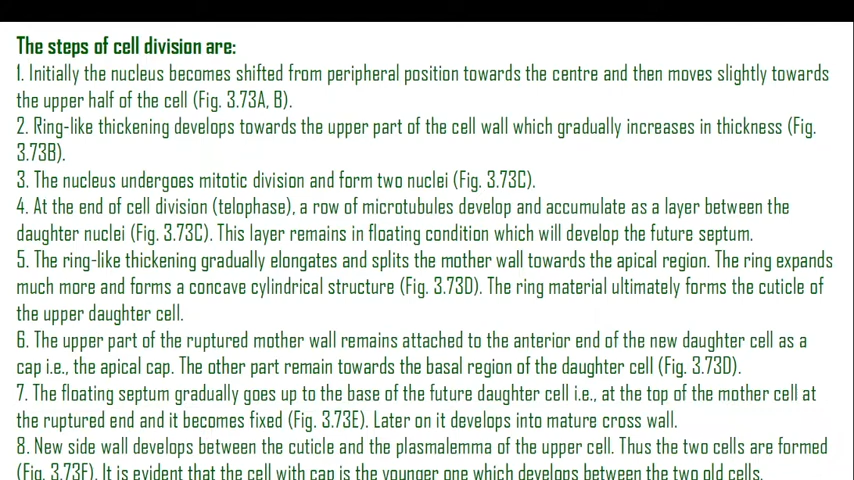 The steps of cell division are:
1. Initially the nucleus becomes shifted from peripheral position towards the centre and then moves slightly towards
the upper half of the cell (Fig. 3.73A, B).
2. Ring-like thickening develops towards the upper part of the cell wall which gradually increases in thickness (Fig.
3.73B).
3. The nucleus undergoes mitotic division and form two nuclei (Fig. 3.73C).
4. At the end of cell division (telophase), a row of microtubules develop and accumulate as a layer between the
daughter nuclei (Fig. 3.73C). This layer remains in floating condition which will develop the future septum.
5. The ring-like thickening gradually elongates and splits the mother wall towards the apical region. The ring expands
much more and forms a concave cylindrical structure (Fig. 3.73D). The ring material ultimately forms the cuticle of
the upper daughter cell.
6. The upper part of the ruptured mother wall remains attached to the anterior end of the new daughter cell as a
cap i.e., the apical cap. The other part remain towards the basal region of the daughter cell (Fig. 3.73D).
7. The floating septum gradually goes up to the base of the future daughter cell i.e., at the top of the mother cell at
the ruptured end and it becomes fixed (Fig. 3.73E). Later on it develops into mature cross wall.
8. New side wall develops between the cuticle and the plasmalemma of the upper cell. Thus the two cells are formed
(Fig. 3.73F). It is evident that the cell with cap is the younger one which develops between the two old cells.